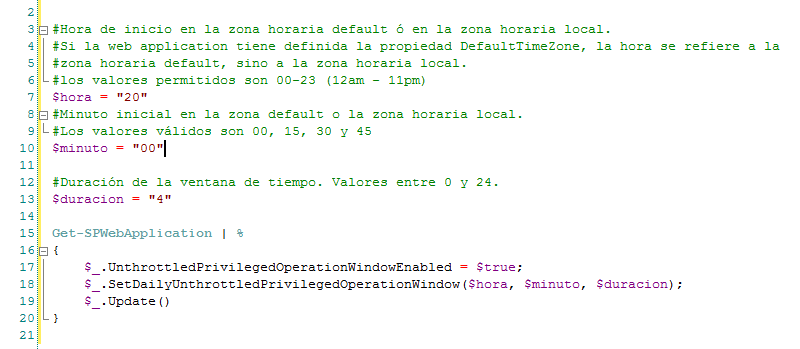 2
3 #Hora de inicio en la zona horaria default ó en la zona horaria local.
4 #Si la web application tiene definida la propiedad DefaultTimeZone, la hora se refiere a la
5 #zona horaria default, sino a la zona horaria local.
6 #los valores permitidos son 00-23 (12am - 11pm)
7 $hora = "20"
8 #Minuto inicial en la zona default o la zona horaria local.
9 #Los valores válidos son 00, 15, 30 y 45
10 $minuto = "00"
11
12 #Duración de la ventana de tiempo. Valores entre 0 y 24.
13 $duracion = "4"
14
15 Get-SPWebApplication | %
16 {
17 $_.UnthrottledPrivilegedOperationWindowEnabled = $true;
18 $_.SetDailyUnthrottledPrivilegedOperationWindow($hora, $minuto, $duracion);
19 $_.Update()
20 }
21